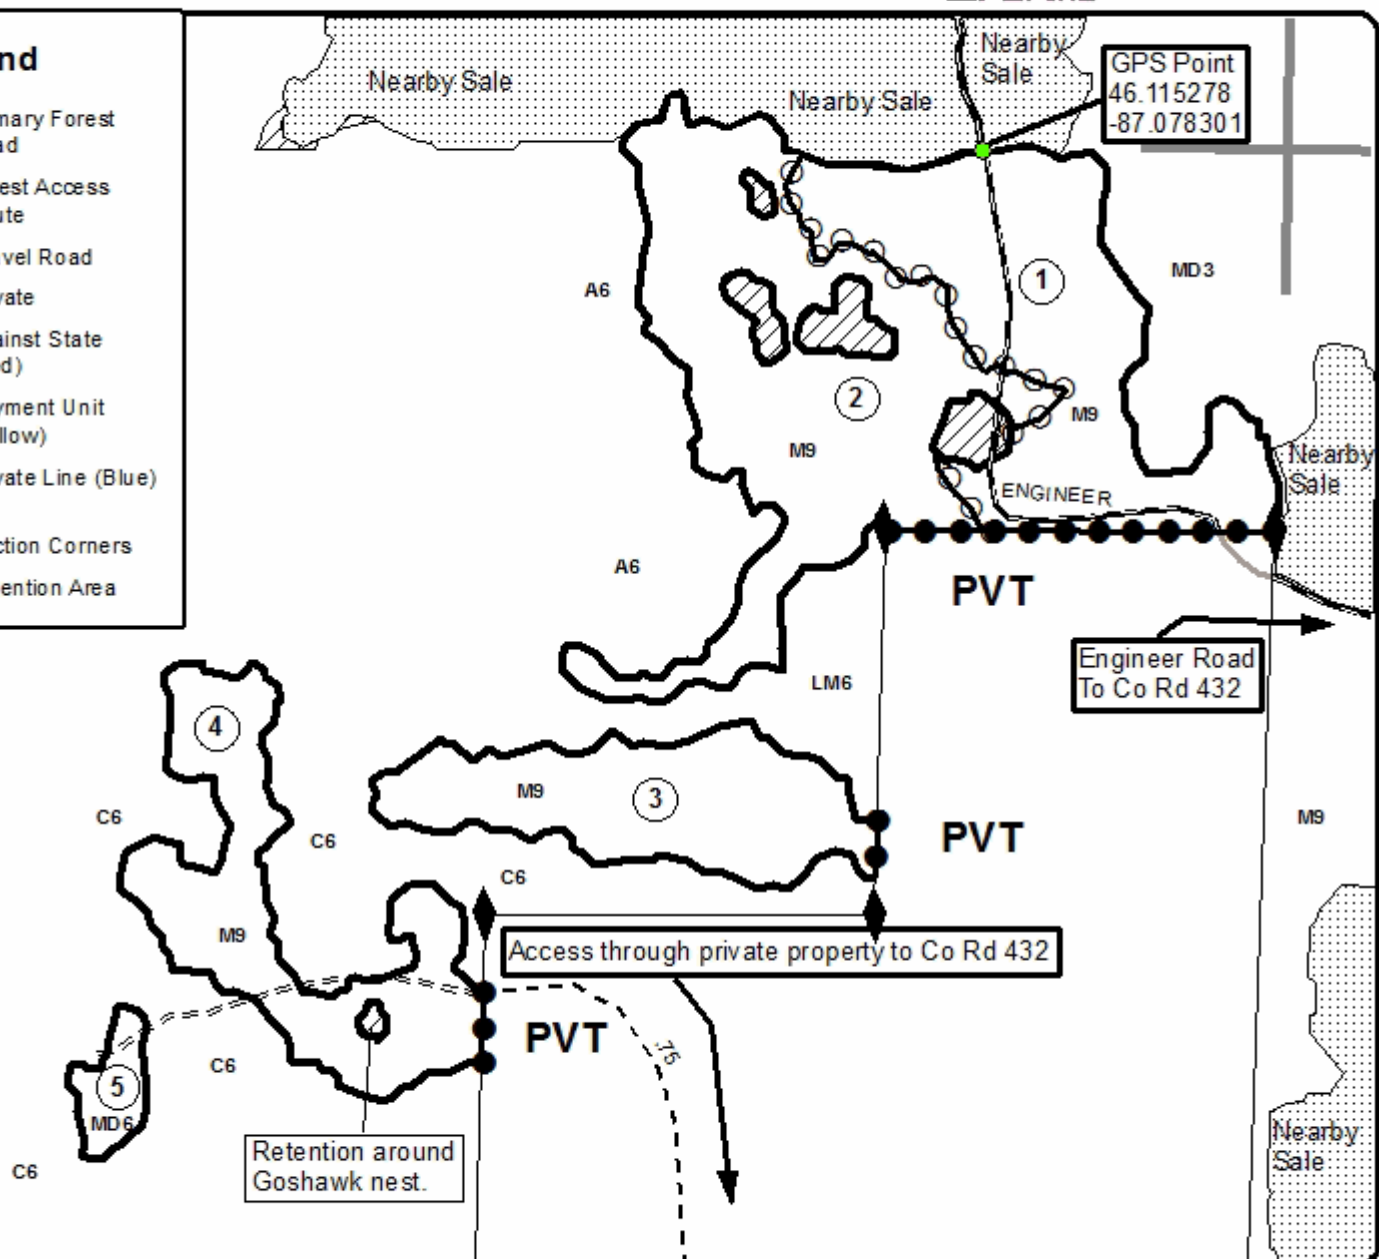 nd
mary Forest
ad
est Access
ute
vel Road
vate
ainst State
d)
yment Unit
llow)
vate Line (Blue)
ction Corners
ention Area
Nearby Sale
Nearby Sale
Nearby
Sale
GPS Point
46.115278
-87.078301
1
MD3
A6
2
M9
M9
Nearby
Sale
ENGINEER
A6
PVT
Engineer Road
To Co Rd 432
LM6
4
M9
3
C6
C6
PVT
M9
C6
M9
Access through private property to Co Rd 432
PVT
.75
C6
5
MD6
C6
Retention around
Goshawk nest.
Nearby
Sale